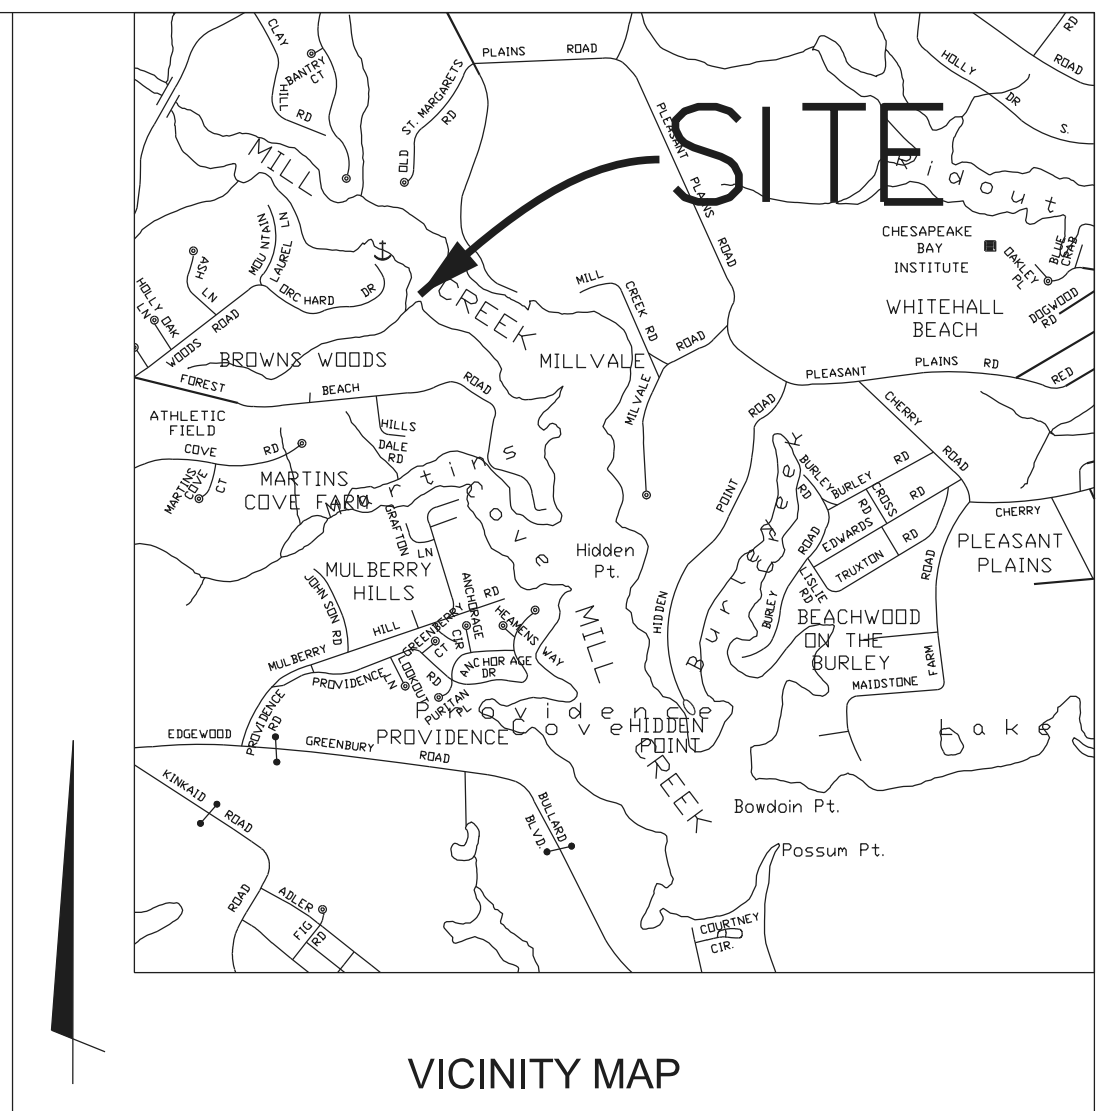 CLAY
HILL
RD
BANTRY
CT
PLAINS ROAD
OLD ST. MARGARETS
RD
PLEASANT
PLAINS
ROAD
SITE
HOLLY
DR
S.
RD
ROAD
Ridout
MILL
CREEK
MOUNTAIN
LN
LAUREL
ORCHARD DR
ASH
LN
HOLLY OAK
LN
WOODS ROAD
BROWNS WOODS
CHESAPEAKE
BAY
INSTITUTE
OAKLEY
PL
BLUE
CRAB
WHITEHALL
BEACH
DOGWOOD
RD
MILL
CREEK RD
MILLVALE
MILVALE
ROAD
FOREST
BEACH
ROAD
PLEASANT
PLAINS RD
RED
ATHLETIC
FIELD
COVE RD
MARTINS
COVE
CT
MARTINS
COVE FARM
HILLS
DALE
RD
Martins
Cove
ROAD
POINT
HIDDEN
CHERRY
ROAD
CHERRY
BURLEY
RD
BURLEY RD
CROSS
RD
EDWARDS RD
TRUXTON RD
ROAD
BURLEY
LISLIE
RD
Burley Creek
PLEASANT
PLAINS
BEACHWOOD
ON THE
BURLEY
ROAD
FARM
MAIDSTONE
GRAFTON
LN
Hidden
Pt.
MULBERRY
HILLS
JOHNSON RD
ANCHORAGE
CIR
GREENBERRY
CT
RD
HEAMENS
WAY
MULBERRY HILL
PROVIDENCE
LN
LOOKOUT
RD
ANCHORAGE
DR
PURITAN
PL
MILL
CREEK
Providence
Cove
HIDDEN
POINT
Lake
EDGEWOOD
PROVIDENCE
RD
GREENBURY
ROAD
PROVIDENCE
KINKAID
ROAD
BULLARD
BLVD.
Bowdoin Pt.
Possum Pt.
ROAD
ADLER
FIG
RD
COURTNEY
CIR.
VICINITY MAP